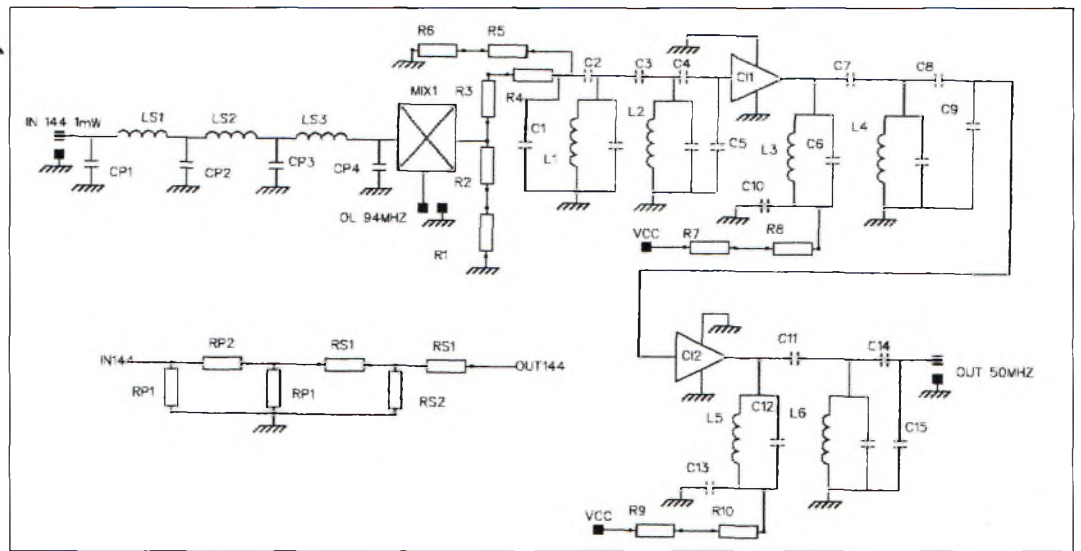 R6 R5
C2 C3 C4
CI1
C7 C8
R3
R4
MIX1
IN 144 1mW
LS1 LS2 LS3
C1
L1
L2
C5
L3
C6
L4
C9
CP1
CP2
CP3
CP4
R2
C10
OL 94MHZ
R1
VCC
R7 R8
IN144
RP2
RS1
RS1
OUT144
RP1
RP1
RS2
CI2
C11
C14
OUT 50MHZ
L5
C12
L6
C15
C13
VCC
R9
R10